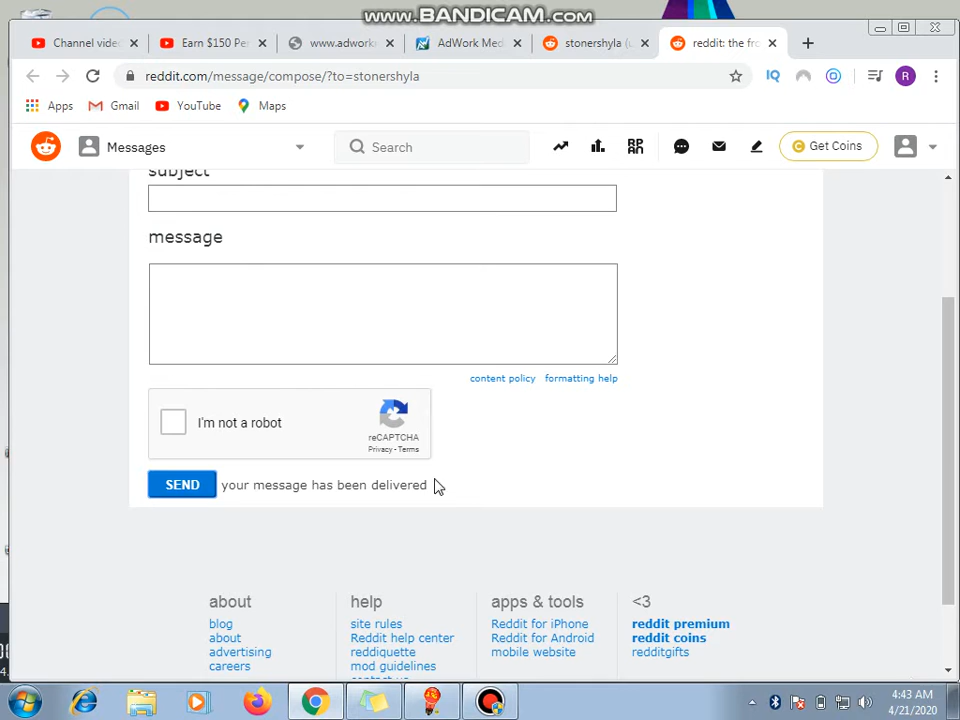 www.BANDICAM.com
Channel video
Earn $150 Pe
www.adwork
AdWork Med
stonershyla (u
reddit: the fro
reddit.com/message/compose/?to=stonershyla
Apps
Gmail
YouTube
Maps
Messages
Search
Get Coins
subject
message
content policy
formatting help
I'm not a robot
reCAPTCHA
Privacy - Terms
SEND
your message has been delivered
about
help
apps & tools
<3
blog
site rules
Reddit for iPhone
reddit premium
about
Reddit help center
Reddit for Android
reddit coins
advertising
reddiquette
mobile website
redditgifts
careers
mod guidelines
contact us
4:43 AM
4/21/2020